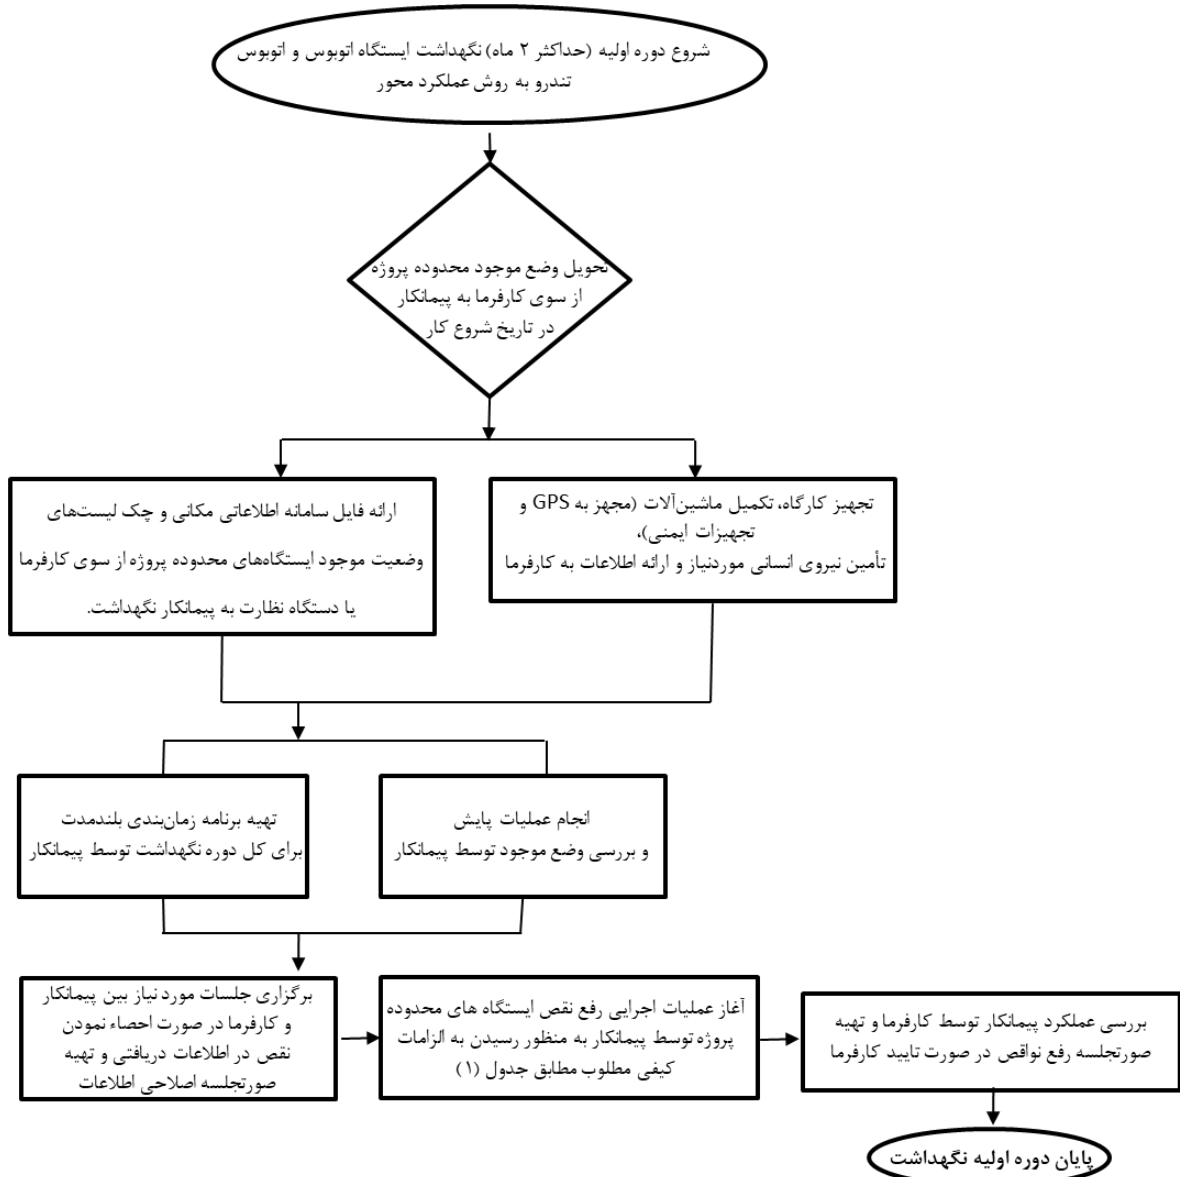 شروع دوره اولیه (حداکثر ۲ ماه) نگهداشت ایستگاه اتوبوس و اتوبوس
تندرو به روش عملکرد محور
تحویل وضع موجود محدوده پروژه
از سوی کارفرما به پیمانکار
در تاریخ شروع کار
تجهیز کارگاه، تکمیل ماشین‌آلات (مجهز به GPS و
تجهیزات ایمنی)،
تأمین نیروی انسانی موردنیاز و ارائه اطلاعات به کارفرما
ارائه فایل سامانه اطلاعاتی مکانی و چک لیست‌های
وضعیت موجود ایستگاه‌های محدوده پروژه از سوی کارفرما
یا دستگاه نظارت به پیمانکار نگهداشت.
انجام عملیات پایش
و بررسی وضع موجود توسط پیمانکار
تهیه برنامه زمان‌بندی بلندمدت
برای کل دوره نگهداشت توسط پیمانکار
برگزاری جلسات مورد نیاز بین پیمانکار
و کارفرما در صورت احصاء نمودن
نقص در اطلاعات دریافتی و تهیه
صورتجلسه اصلاحی اطلاعات
آغاز عملیات اجرایی رفع نقص ایستگاه های محدوده
پروژه توسط پیمانکار به منظور رسیدن به الزامات
کیفی مطلوب مطابق جدول (۱)
بررسی عملکرد پیمانکار توسط کارفرما و تهیه
صورتجلسه رفع نواقص در صورت تایید کارفرما
پایان دوره اولیه نگهداشت